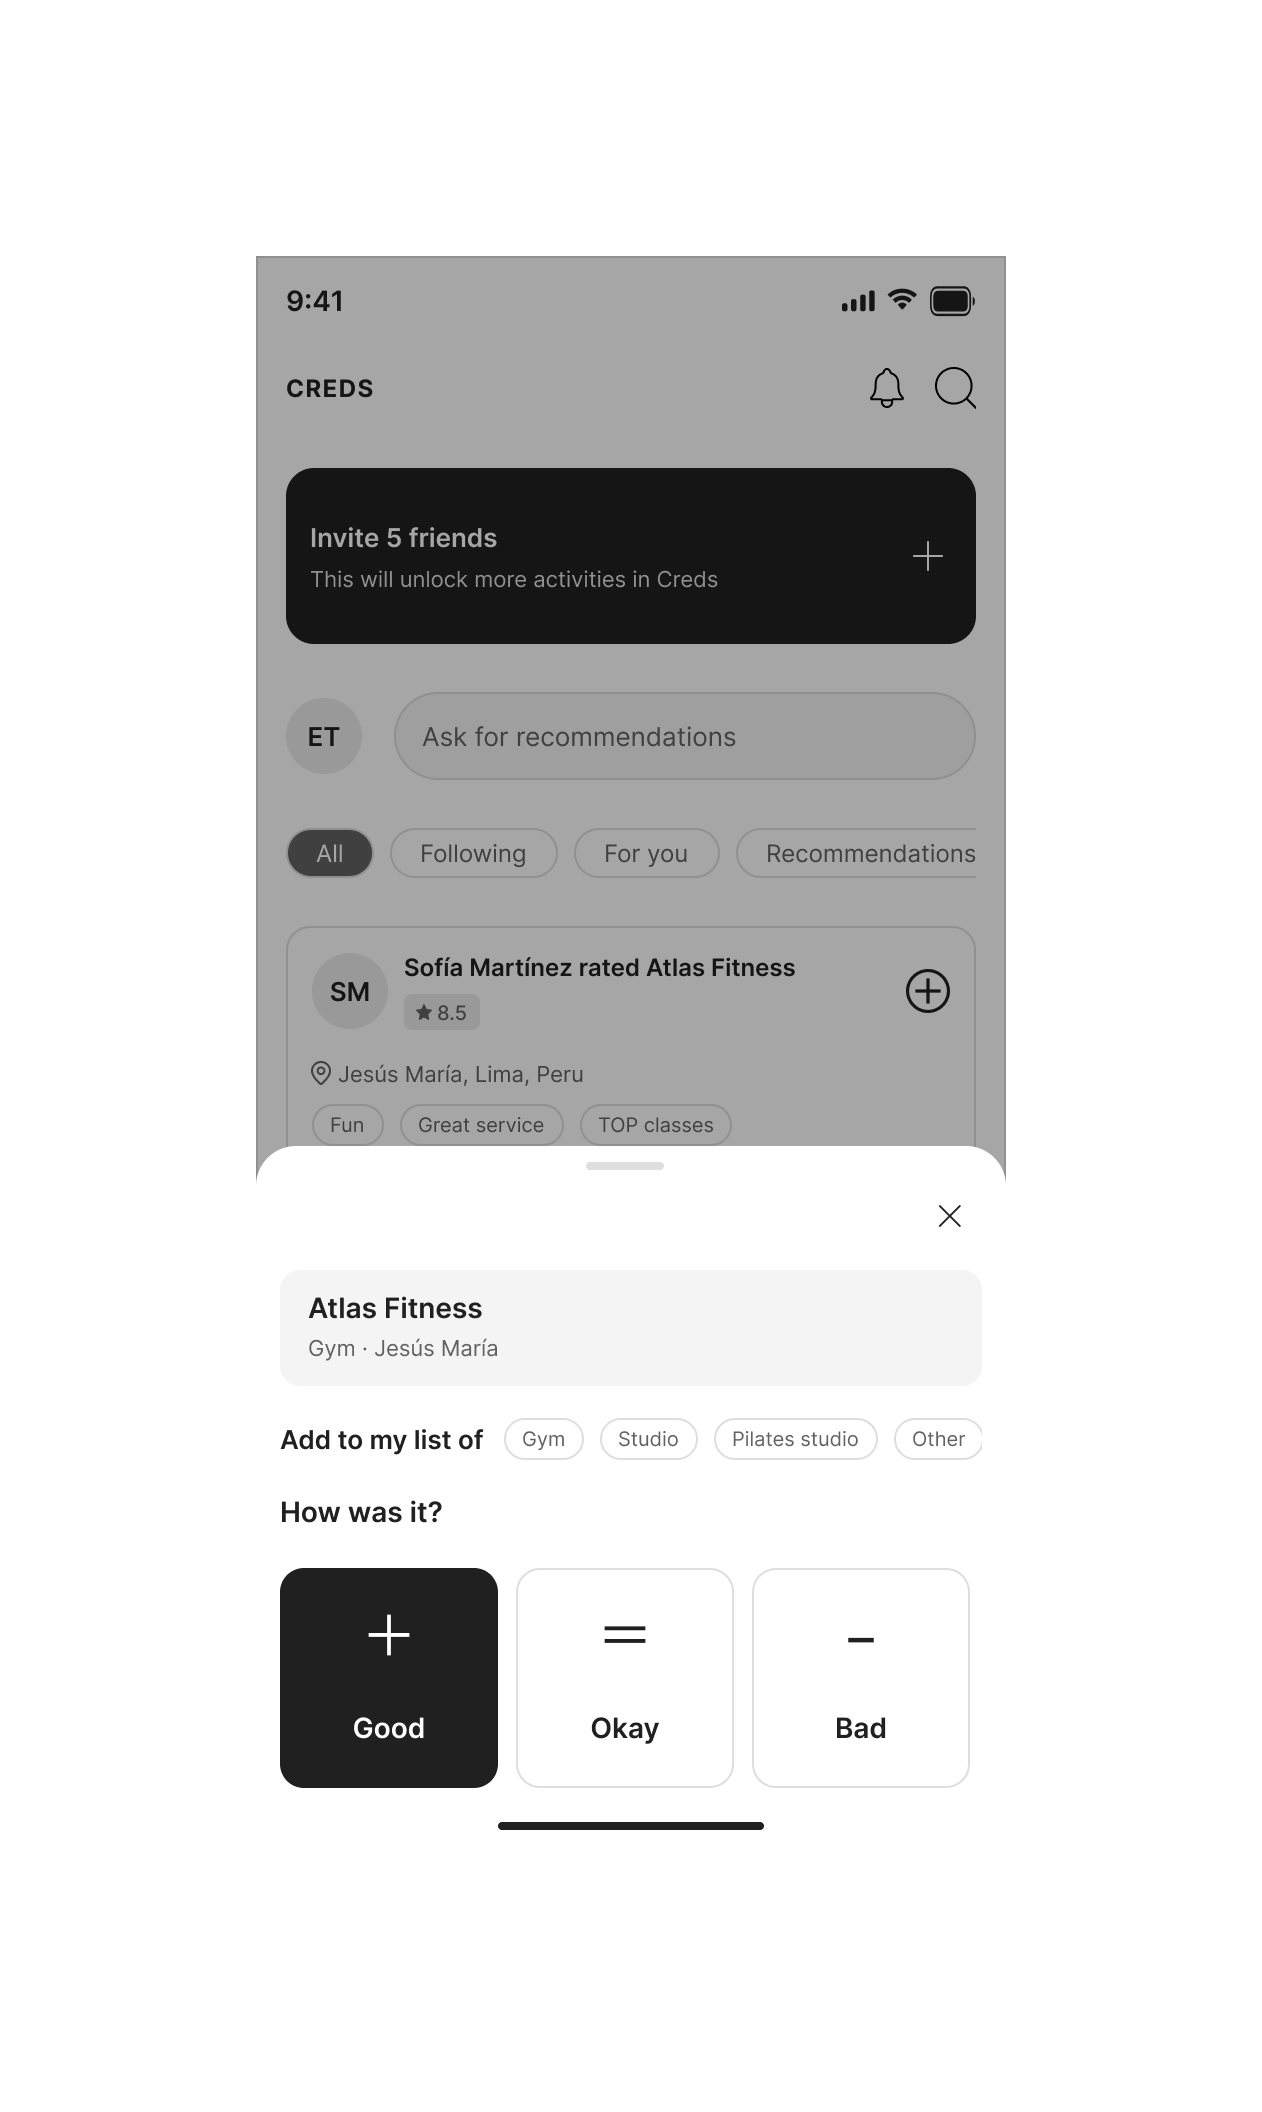 9:41
CREDS
Invite 5 friends
This will unlock more activities in Creds
ET
Ask for recommendations
All
Following
For you
Recommendations
SM
Sofía Martínez rated Atlas Fitness
8.5
Jesús María, Lima, Peru
Fun
Great service
TOP classes
Atlas Fitness
Gym · Jesús María
Add to my list of
Gym
Studio
Pilates studio
Other
How was it?
Good
Okay
Bad